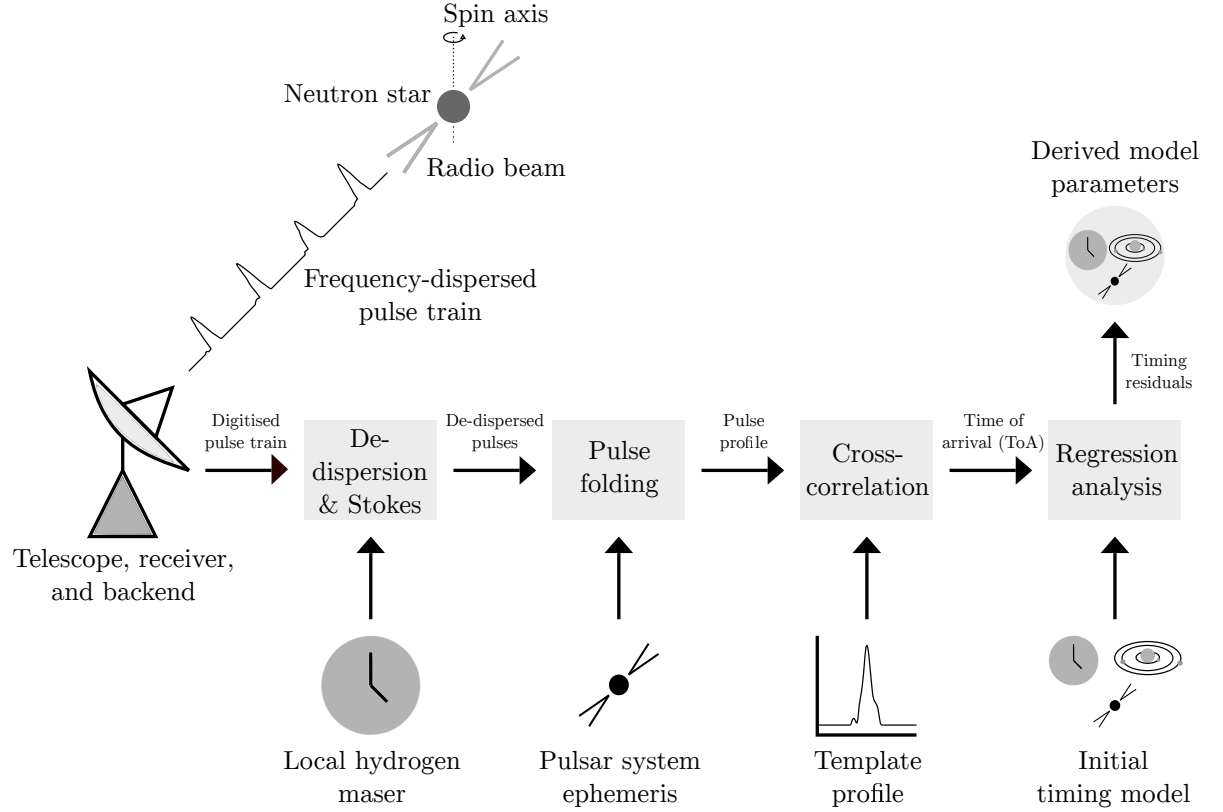 Spin axis
Neutron star
Radio beam
Frequency-dispersed
pulse train
Derived model
parameters
Timing
residuals
Digitised
pulse train
De-
dispersion
& Stokes
De-dispersed
pulses
Pulse
folding
Pulse
profile
Cross-
correlation
Time of
arrival (ToA)
Regression
analysis
Telescope, receiver,
and backend
Local hydrogen
maser
Pulsar system
ephemeris
Template
profile
Initial
timing model